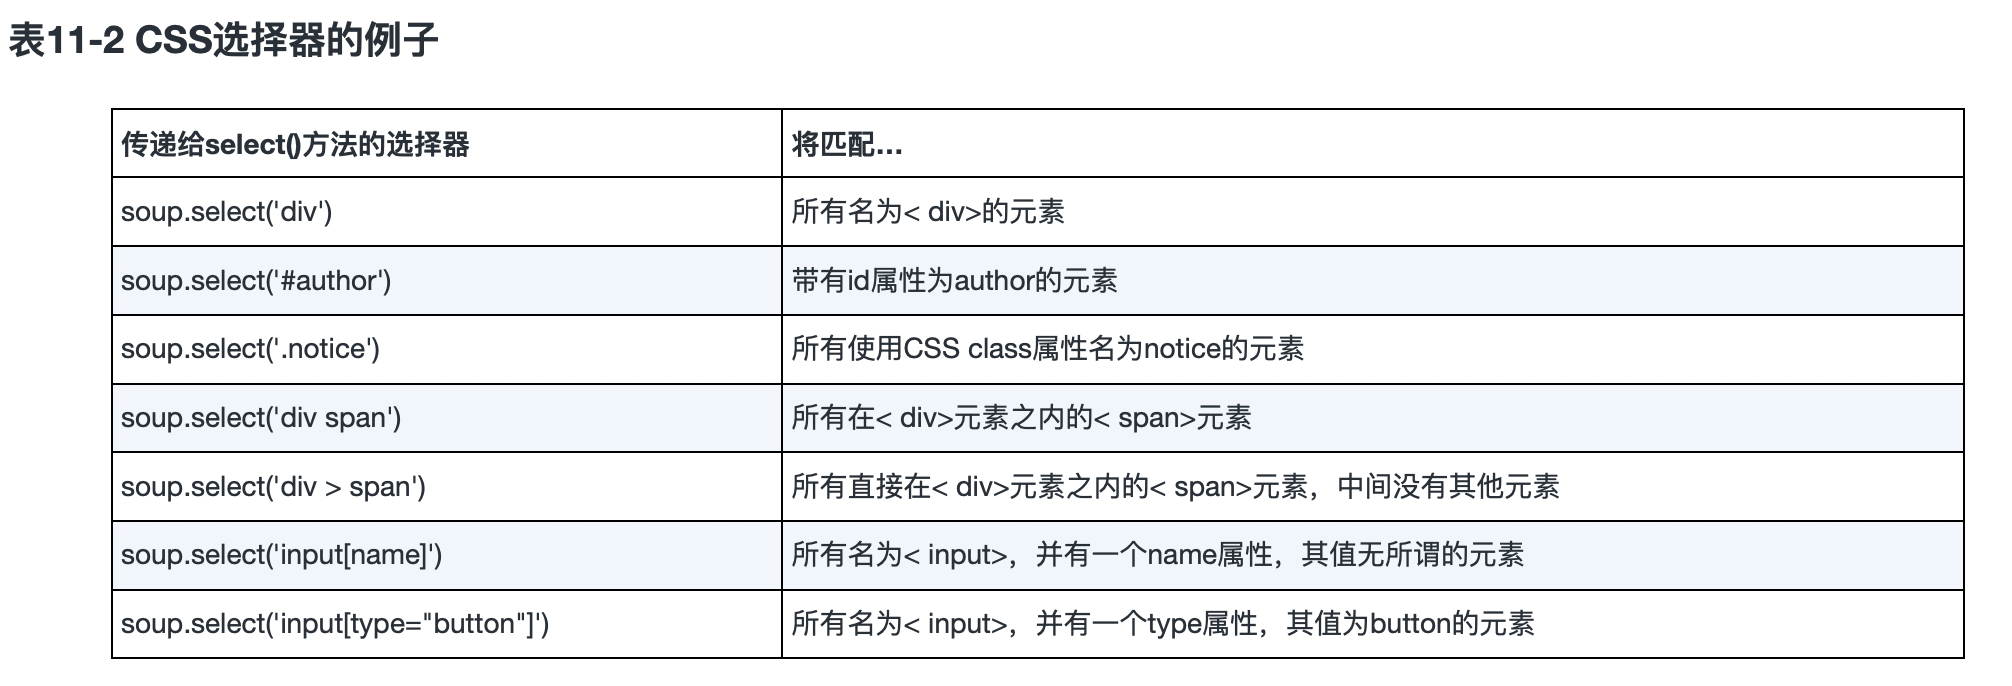 表11-2 CSS选择器的例子
传递给select()方法的选择器 将匹配...
soup.select('div') 所有名为< div>的元素
soup.select('#author') 带有id属性为author的元素
soup.select('.notice') 所有使用CSS class属性名为notice的元素
soup.select('div span') 所有在< div>元素之内的< span>元素
soup.select('div > span') 所有直接在< div>元素之内的< span>元素，中间没有其他元素
soup.select('input[name]') 所有名为< input>，并有一个name属性，其值无所谓的元素
soup.select('input[type="button"]') 所有名为< input>，并有一个type属性，其值为button的元素